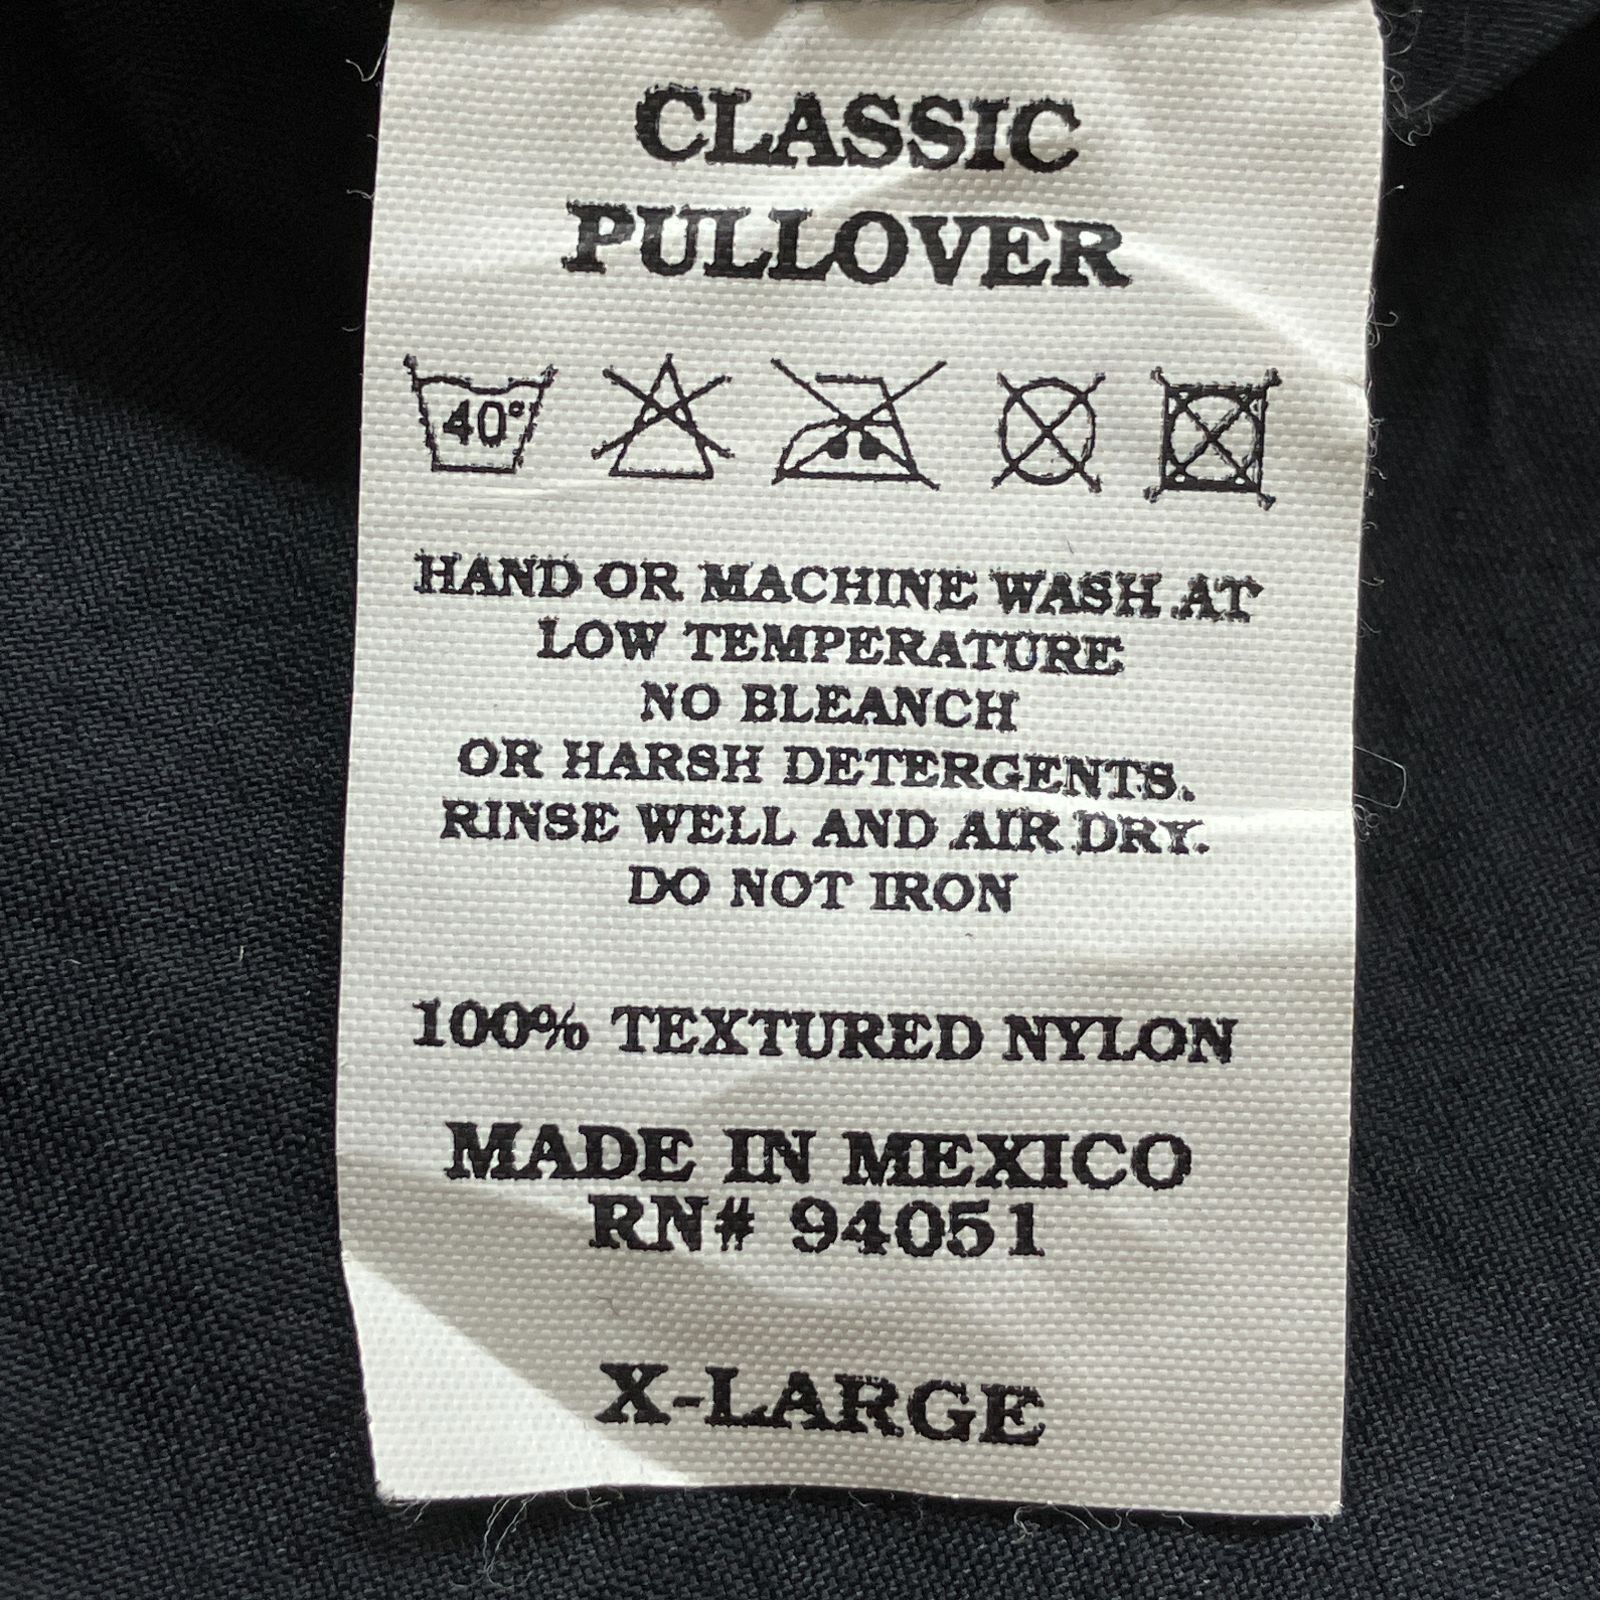 CLASSIC
PULLOVER
40°
HAND OR MACHINE WASH AT
LOW TEMPERATURE
NO BLEANCH
OR HARSH DETERGENTS.
RINSE WELL AND AIR DRY.
DO NOT IRON
100% TEXTURED NYLON
MADE IN MEXICO
RN# 94051
X-LARGE